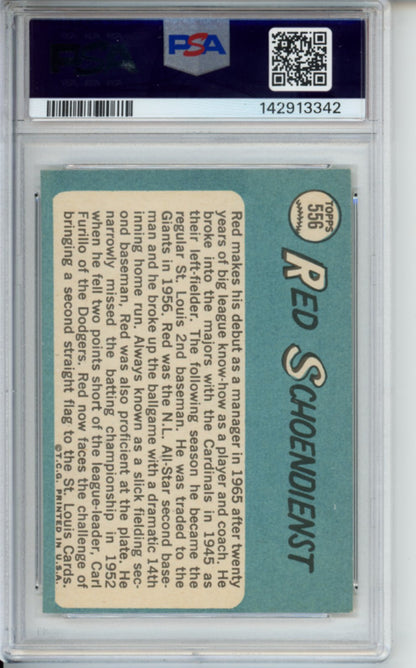 PSA
PSA
142913342
TOPPS
556
RED SCHOENDIENST
Red makes his debut as a manager in 1965 after twenty
years of big league know-how as a player and coach. He
broke into the majors with the Cardinals in 1945 as
their left-fielder. The following season he became the
regular St. Louis 2nd baseman. He was traded to the
Giants in 1956. Red was the N.L. All-Star second base-
man and he broke up the ballgame with a dramatic 14th
inning home run. Always known as a slick fielding sec-
ond baseman, Red was also proficient at the plate. He
narrowly missed the batting championship in 1952
when he fell two points short of the league-leader, Carl
Furillo of the Dodgers. Red now faces the challenge of
bringing a second straight flag to the St. Louis Cards.
©T.C.G. PRINTED IN U.S.A.